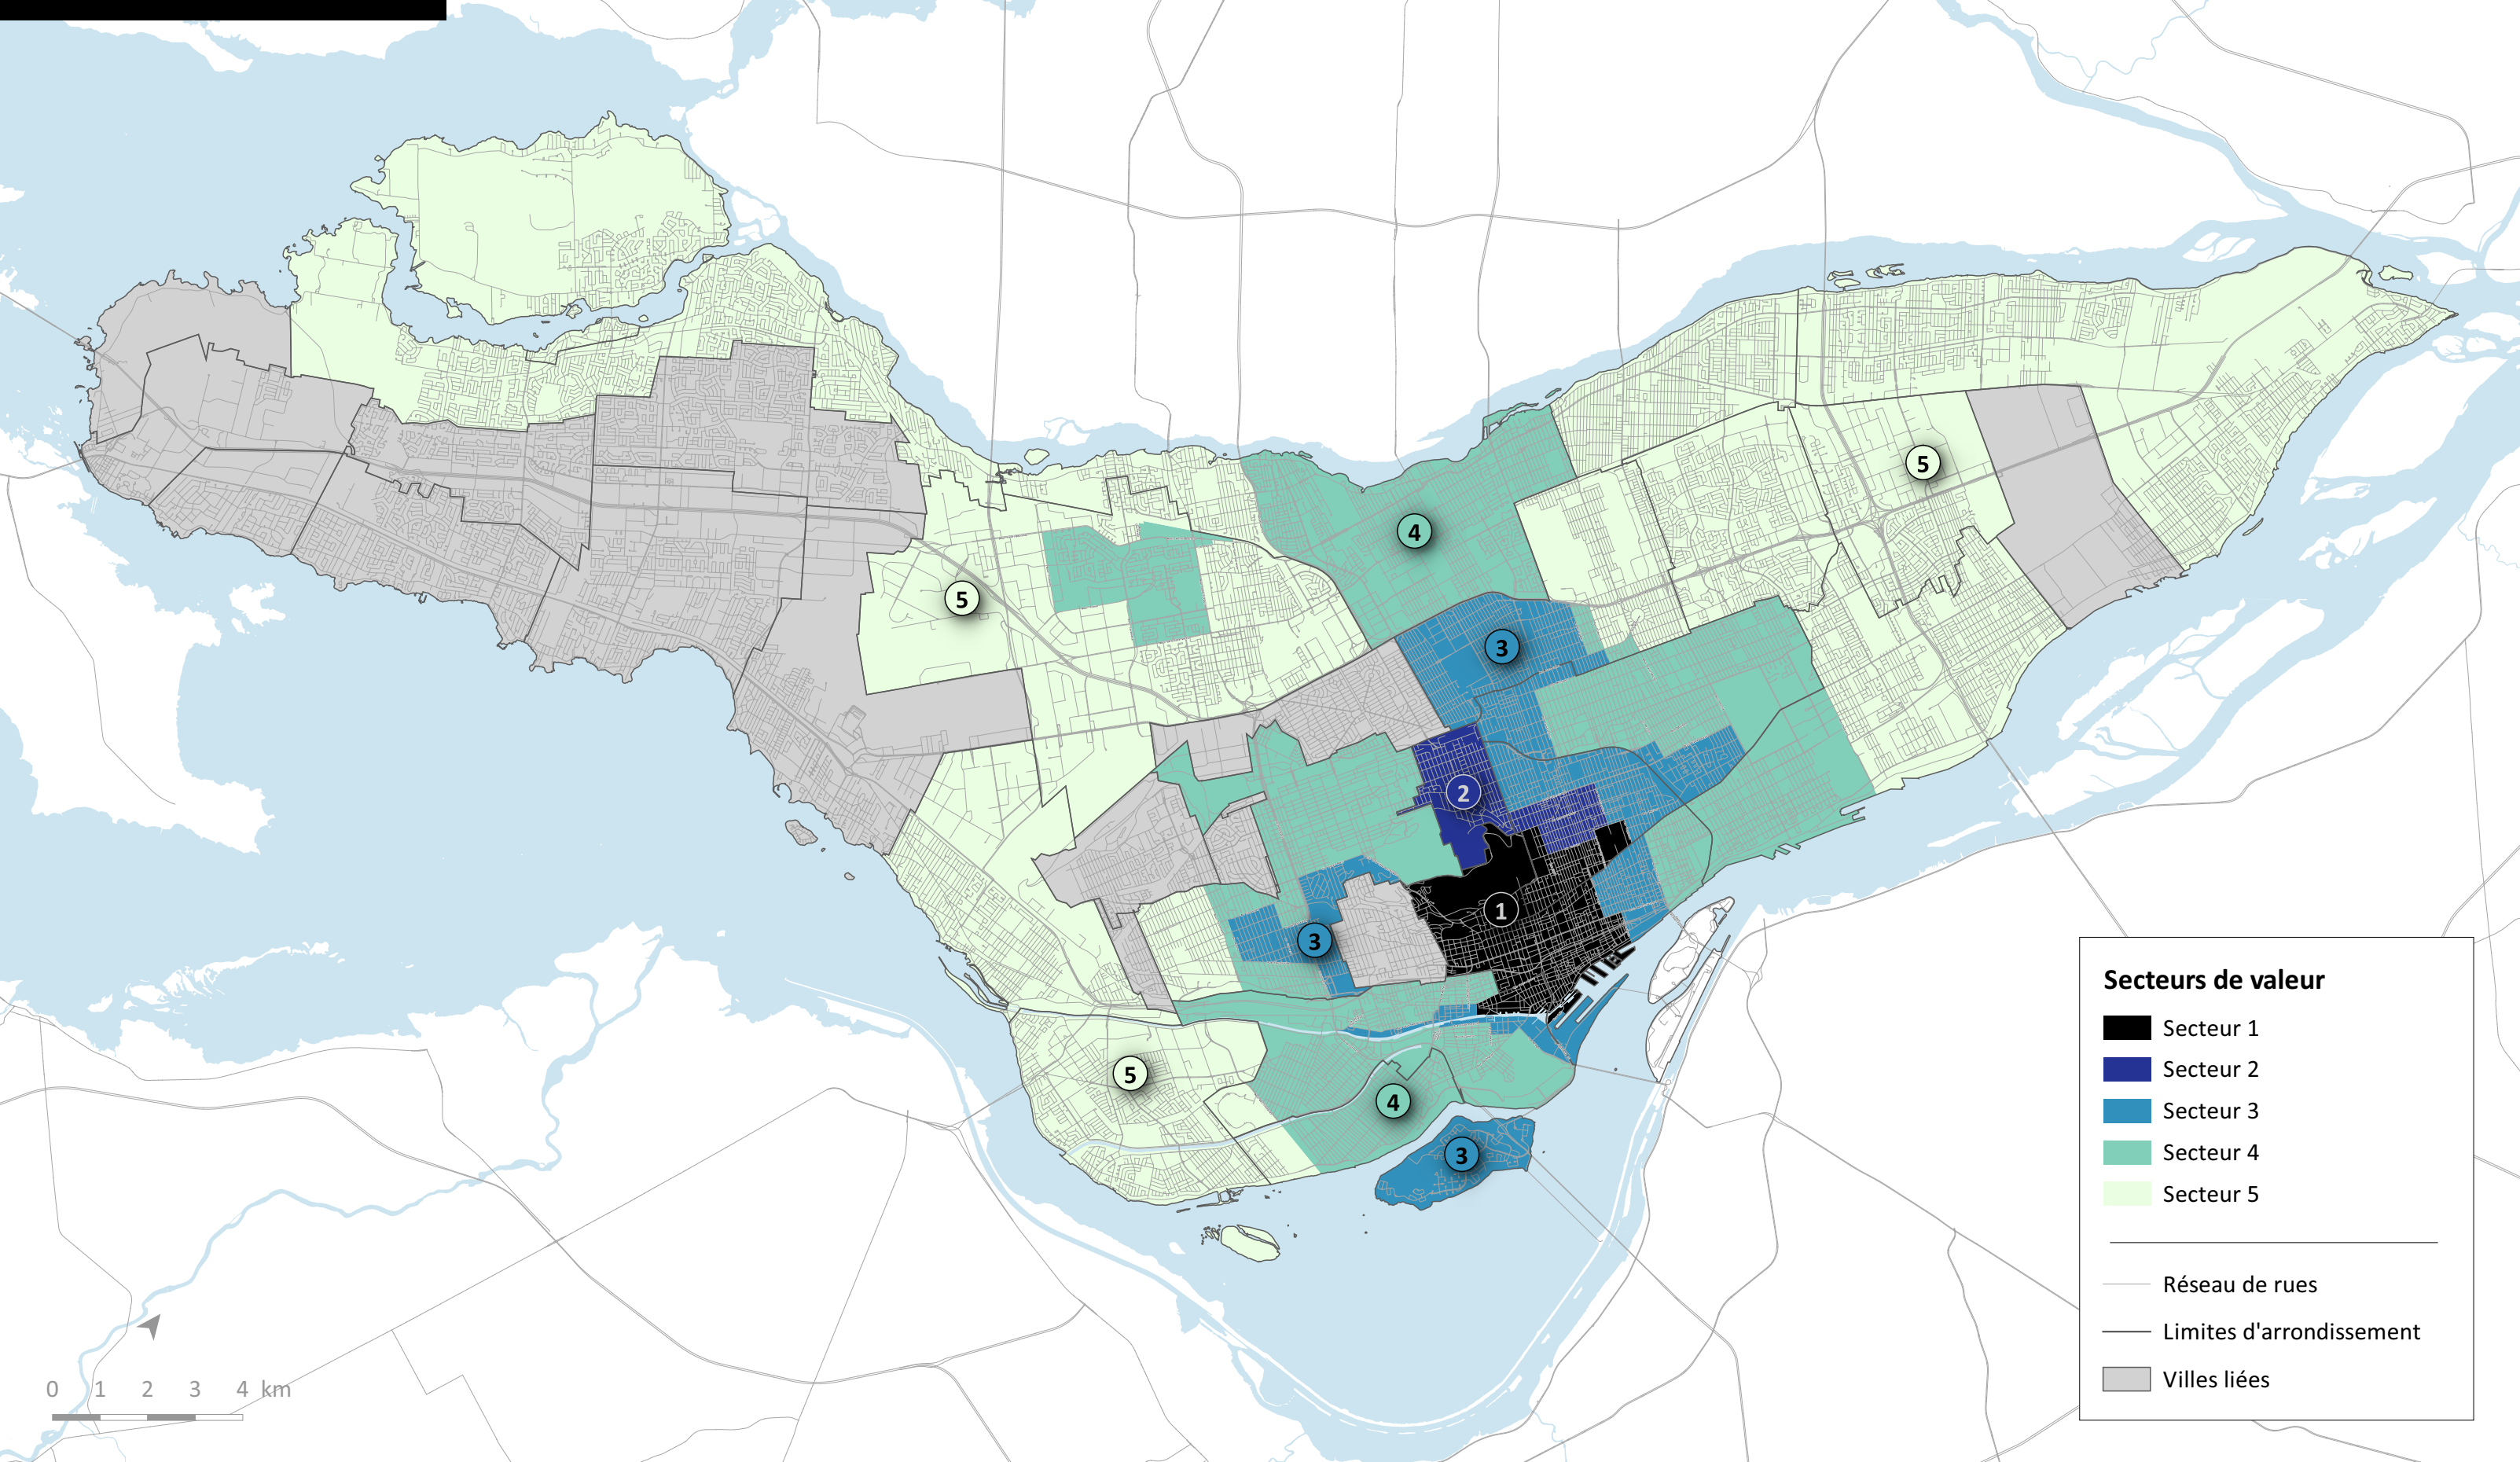 5
4
5
3
2
1
3
5
4
3
Secteurs de valeur
Secteur 1
Secteur 2
Secteur 3
Secteur 4
Secteur 5
Réseau de rues
Limites d'arrondissement
Villes liées
0 1 2 3 4 km